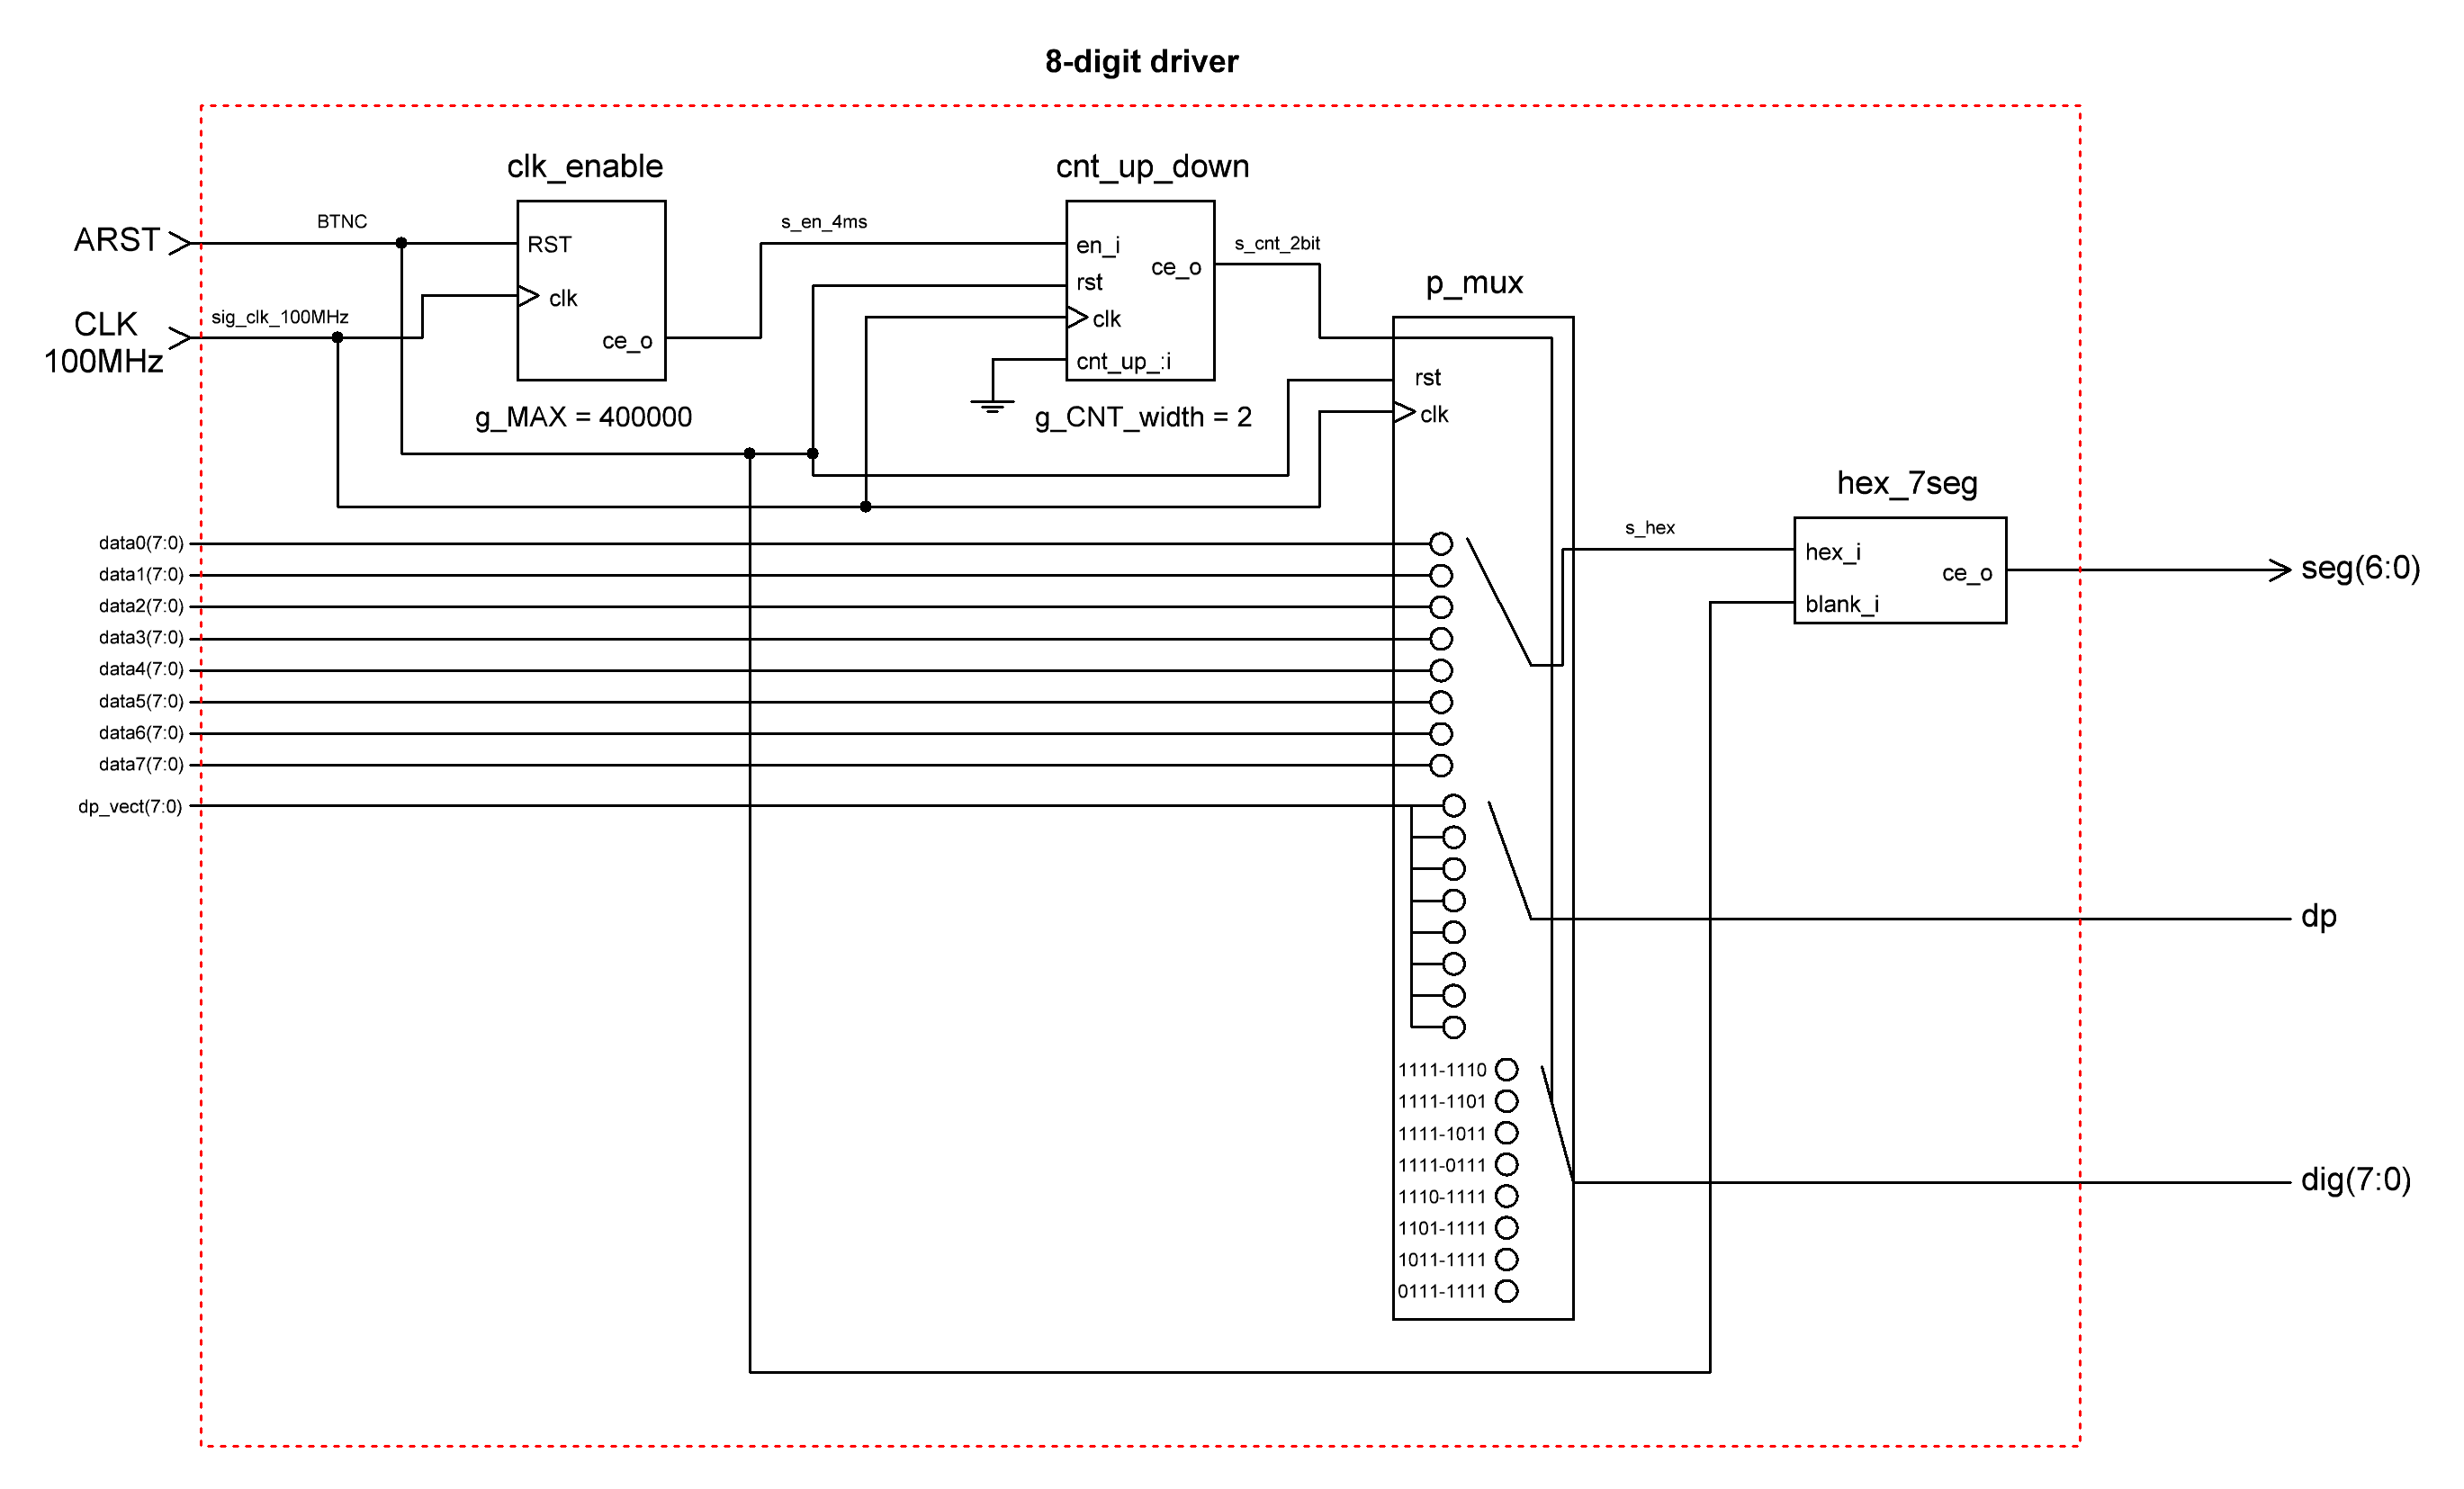 8-digit driver
clk_enable
cnt_up_down
ARST
BTNC
RST
clk
ce_o
s_en_4ms
en_i
rst
clk
cnt_up_:i
ce_o
s_cnt_2bit
p_mux
CLK
100MHz
sig_clk_100MHz
g_MAX = 400000
g_CNT_width = 2
rst
clk
hex_7seg
s_hex
hex_i
blank_i
ce_o
seg(6:0)
data0(7:0)
data1(7:0)
data2(7:0)
data3(7:0)
data4(7:0)
data5(7:0)
data6(7:0)
data7(7:0)
dp_vect(7:0)
dp
1111-1110
1111-1101
1111-1011
1111-0111
1110-1111
1101-1111
1011-1111
0111-1111
dig(7:0)